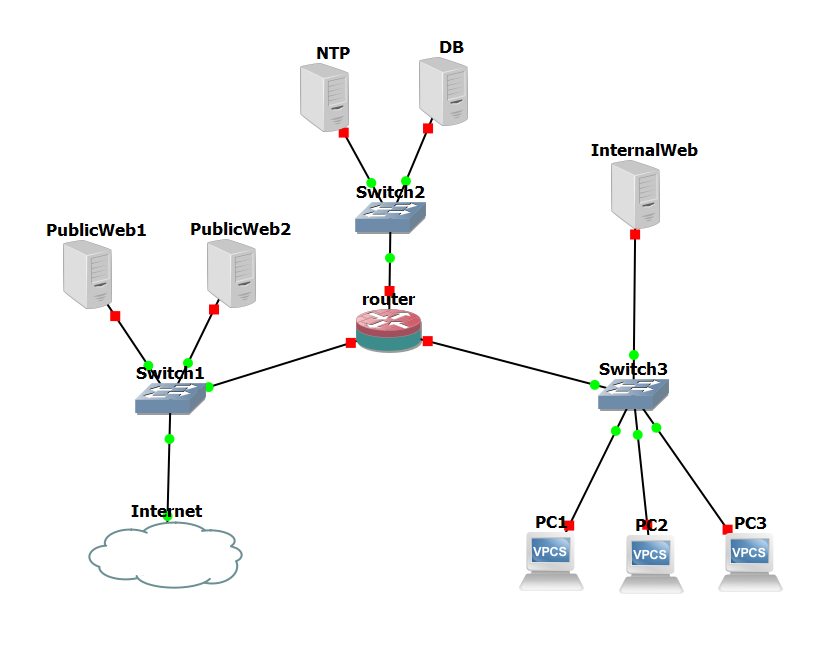 NTP
DB
InternalWeb
Switch2
PublicWeb1
PublicWeb2
router
Switch1
Switch3
Internet
PC1
PC2
PC3
VPCS
VPCS
VPCS